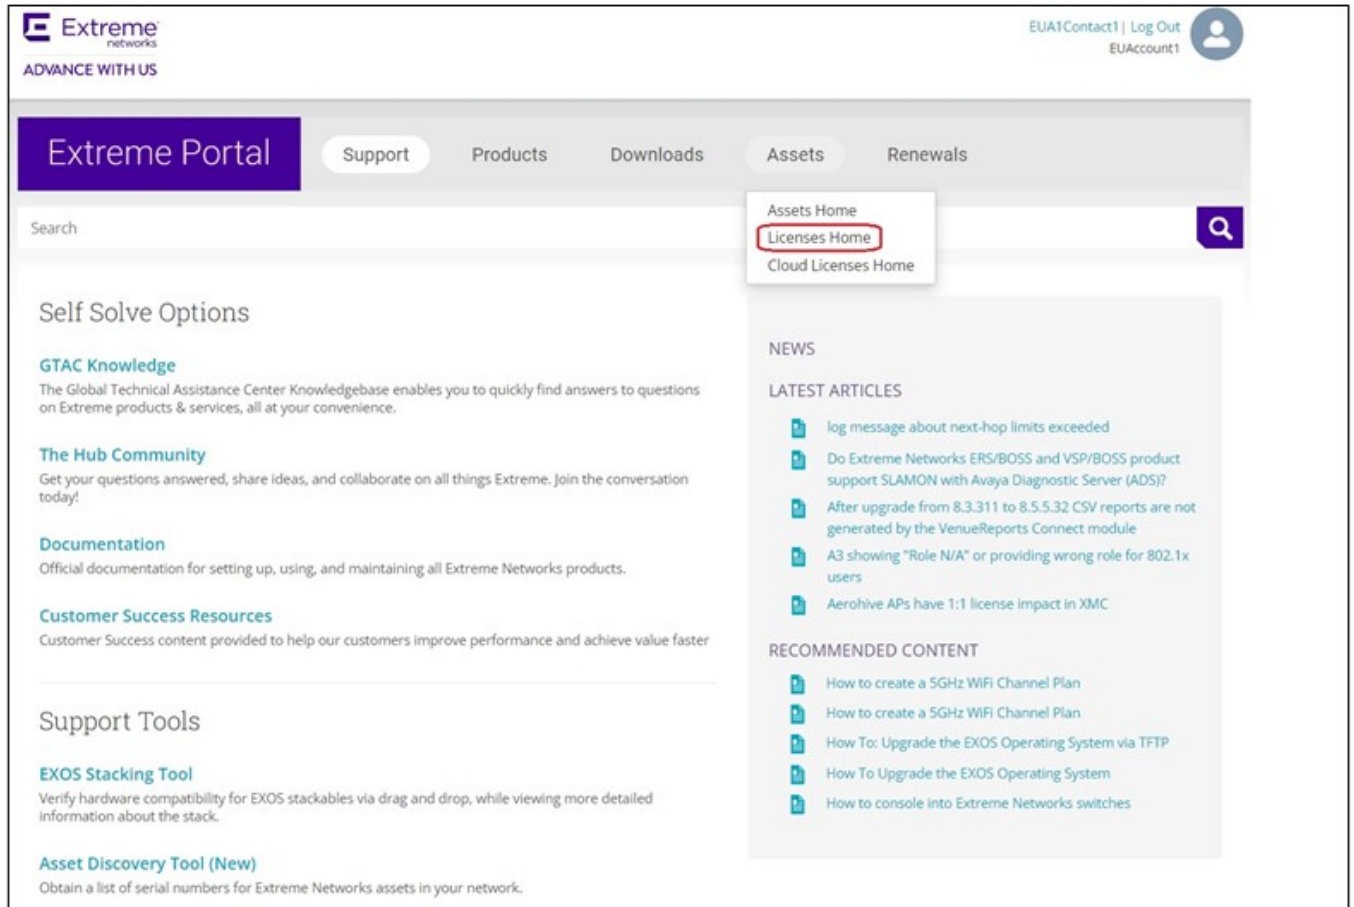 Extreme
networks
ADVANCE WITH US
EUA1Contact1| Log Out
EUAccount1
Extreme Portal
Support
Products
Downloads
Assets
Renewals
Search
Assets Home
Licenses Home
Cloud Licenses Home
Self Solve Options
GTAC Knowledge
The Global Technical Assistance Center Knowledgebase enables you to quickly find answers to questions
on Extreme products & services, all at your convenience.
The Hub Community
Get your questions answered, share ideas, and collaborate on all things Extreme. Join the conversation
today!
Documentation
Official documentation for setting up, using, and maintaining all Extreme Networks products.
Customer Success Resources
Customer Success content provided to help our customers improve performance and achieve value faster
Support Tools
EXOS Stacking Tool
Verify hardware compatibility for EXOS stackables via drag and drop, while viewing more detailed
information about the stack.
Asset Discovery Tool (New)
Obtain a list of serial numbers for Extreme Networks assets in your network.
NEWS
LATEST ARTICLES
log message about next-hop limits exceeded
Do Extreme Networks ERS/BOSS and VSP/BOSS product
support SLAMON with Avaya Diagnostic Server (ADS)?
After upgrade from 8.3.311 to 8.5.5.32 CSV reports are not
generated by the VenueReports Connect module
A3 showing "Role N/A" or providing wrong role for 802.1x
users
Aerohive APs have 1:1 license impact in XMC
RECOMMENDED CONTENT
How to create a 5GHz WiFi Channel Plan
How to create a 5GHz WiFi Channel Plan
How To: Upgrade the EXOS Operating System via TFTP
How To Upgrade the EXOS Operating System
How to console into Extreme Networks switches